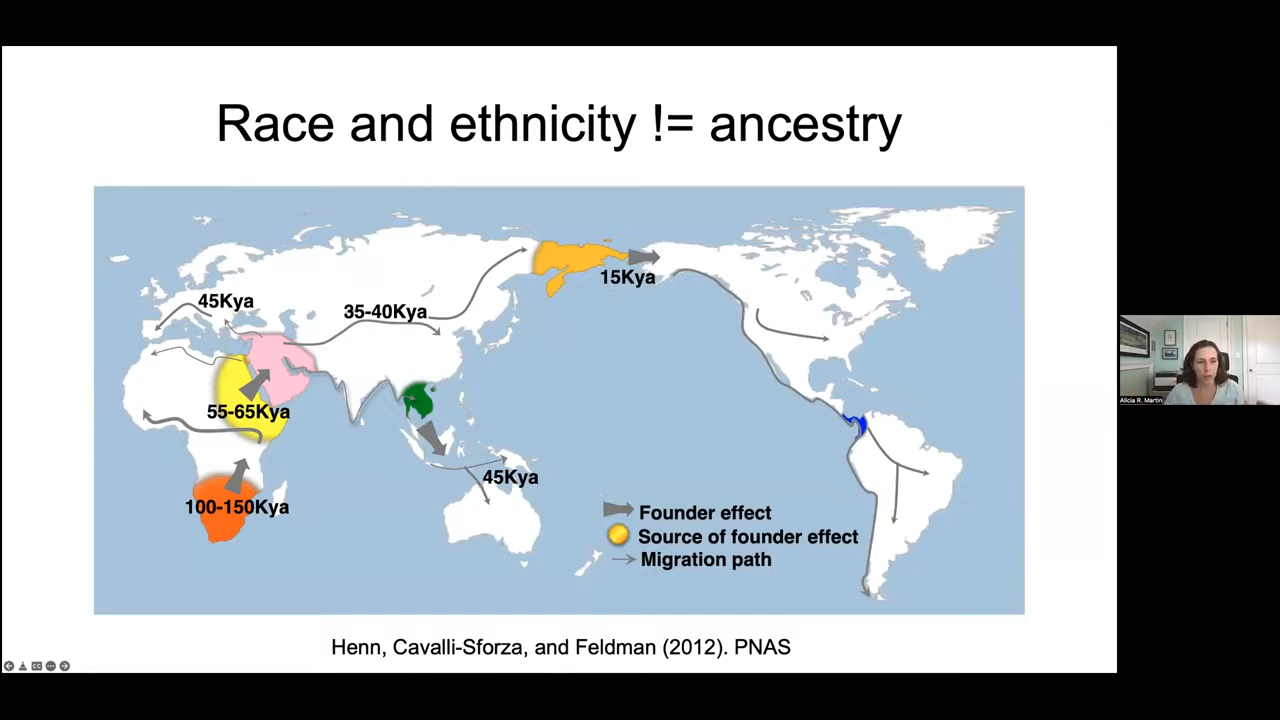 Race and ethnicity != ancestry
45Kya
35-40Kya
15Kya
55-65Kya
100-150Kya
45Kya
Founder effect
Source of founder effect
Migration path
Henn, Cavalli-Sforza, and Feldman (2012). PNAS
Alicia R. Martin